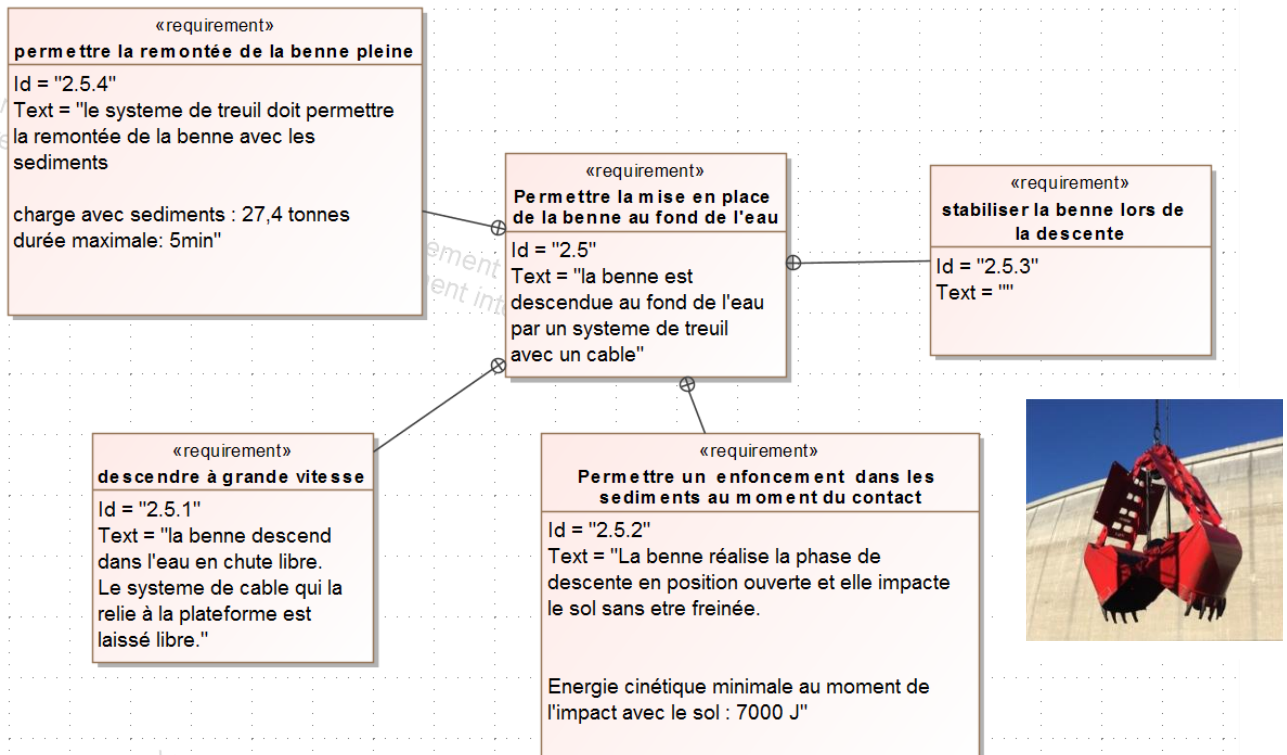 «requirement»
permettre la remontée de la benne pleine
Id = "2.5.4"
Text = "le systeme de treuil doit permettre
la remontée de la benne avec les
sediments
charge avec sediments : 27,4 tonnes
durée maximale: 5min"
«requirement»
Permettre la mise en place
de la benne au fond de l'eau
Id = "2.5"
Text = "la benne est
descendue au fond de l'eau
par un systeme de treuil
avec un cable"
«requirement»
stabiliser la benne lors de
la descente
Id = "2.5.3"
Text = ""
«requirement»
descendre à grande vitesse
Id = "2.5.1"
Text = "la benne descend
dans l'eau en chute libre.
Le systeme de cable qui la
relie à la plateforme est
laissé libre."
«requirement»
Permettre un enfoncement dans les
sediments au moment du contact
Id = "2.5.2"
Text = "La benne réalise la phase de
descente en position ouverte et elle impacte
le sol sans etre freinée.
Energie cinétique minimale au moment de
l'impact avec le sol : 7000 J"